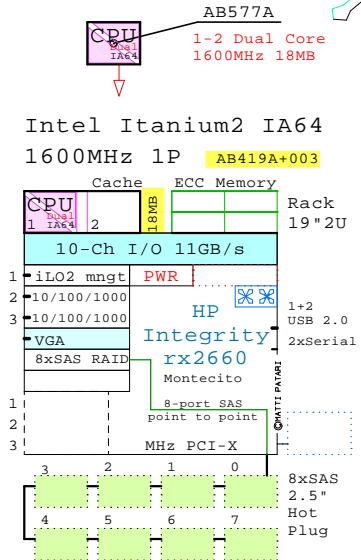 AB577A
CPU
Dual
IA64
1-2 Dual Core
1600MHz 18MB
Intel Itanium2 IA64
1600MHz 1P AB419A+003
Cache ECC Memory
CPU
Dual
1 IA64 2
18MB
Rack
19"2U
10-Ch I/O 11GB/s
1 iLO2 mngt PWR
2 10/100/1000
3 10/100/1000
VGA
8xSAS RAID
HP
Integrity
rx2660
Montecito
1+2
USB 2.0
2xSerial
8-port SAS
point to point
©MATTI PATARI
1
2
3
MHz PCI-X
3 2 1 0
4 5 6 7
8xSAS
2.5"
Hot
Plug